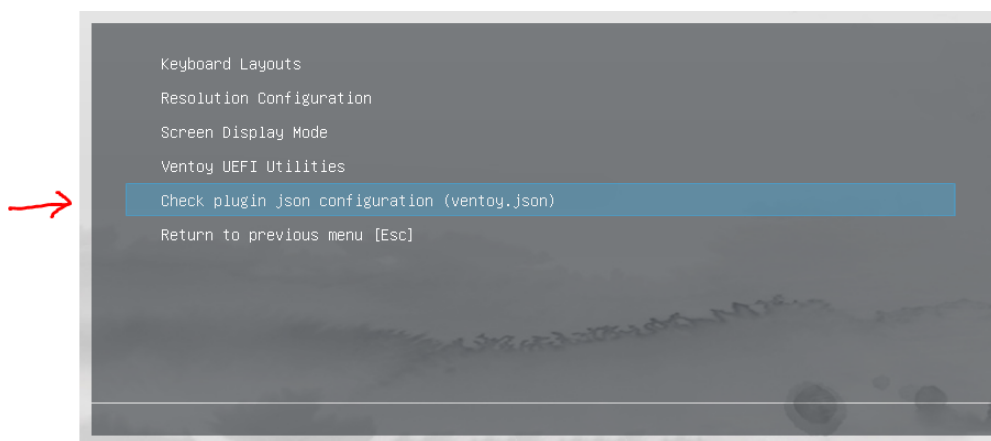 Keyboard Layouts
Resolution Configuration
Screen Display Mode
Ventoy UEFI Utilities
Check plugin json configuration (ventoy.json)
Return to previous menu [Esc]